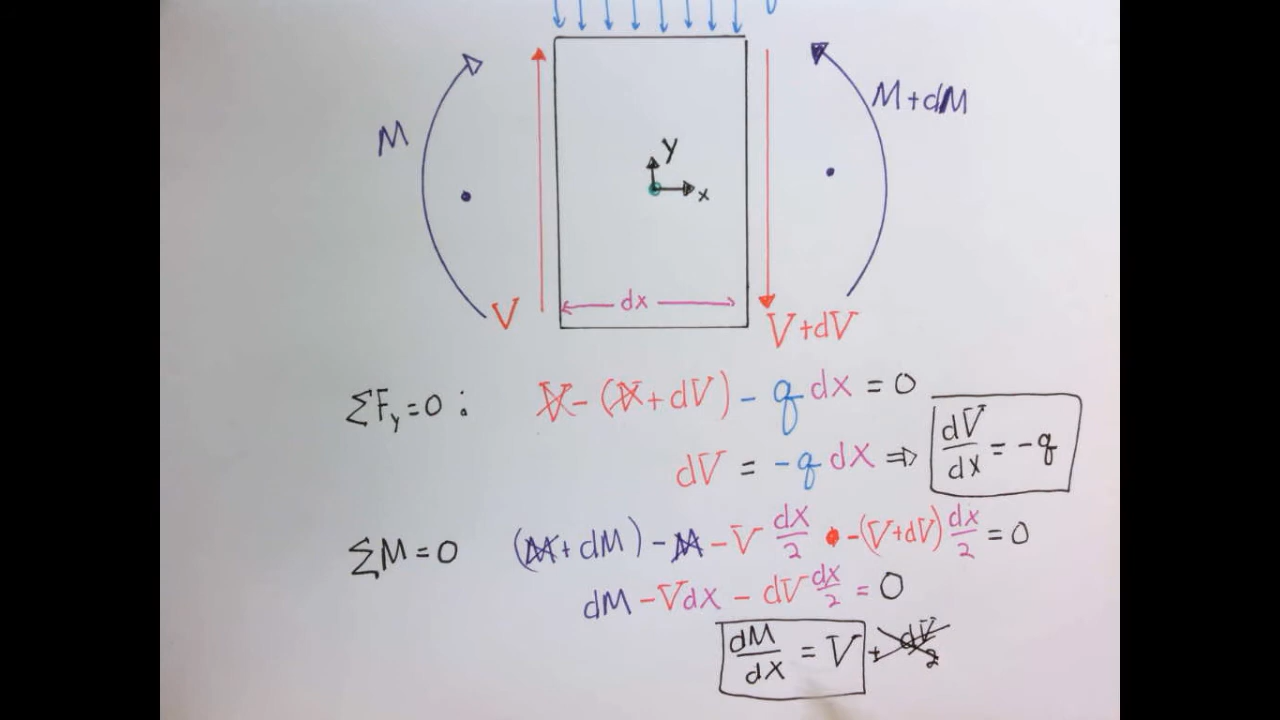 M
M+dM
y
x
dx
V
V+dV
ΣFy=0: V-(V+dV)-q dx=0
dV = -q dx ⇒ dV/dx = -q
ΣM=0 (M+dM)-M-V dx/2 -(V+dV) dx/2 = 0
dM-Vdx-dV dx/2 = 0
dM/dx = V + dV/2